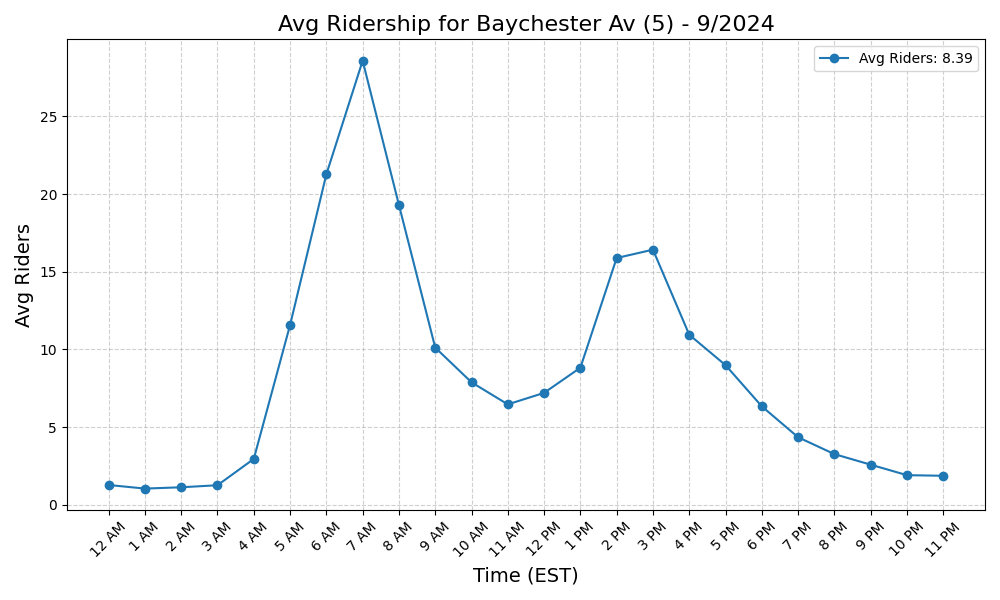 Avg Ridership for Baychester Av (5) - 9/2024
Avg Riders: 8.39
Avg Riders
25
20
15
10
5
0
12 AM
1 AM
2 AM
3 AM
4 AM
5 AM
6 AM
7 AM
8 AM
9 AM
10 AM
11 AM
12 PM
1 PM
2 PM
3 PM
4 PM
5 PM
6 PM
7 PM
8 PM
9 PM
10 PM
11 PM
Time (EST)